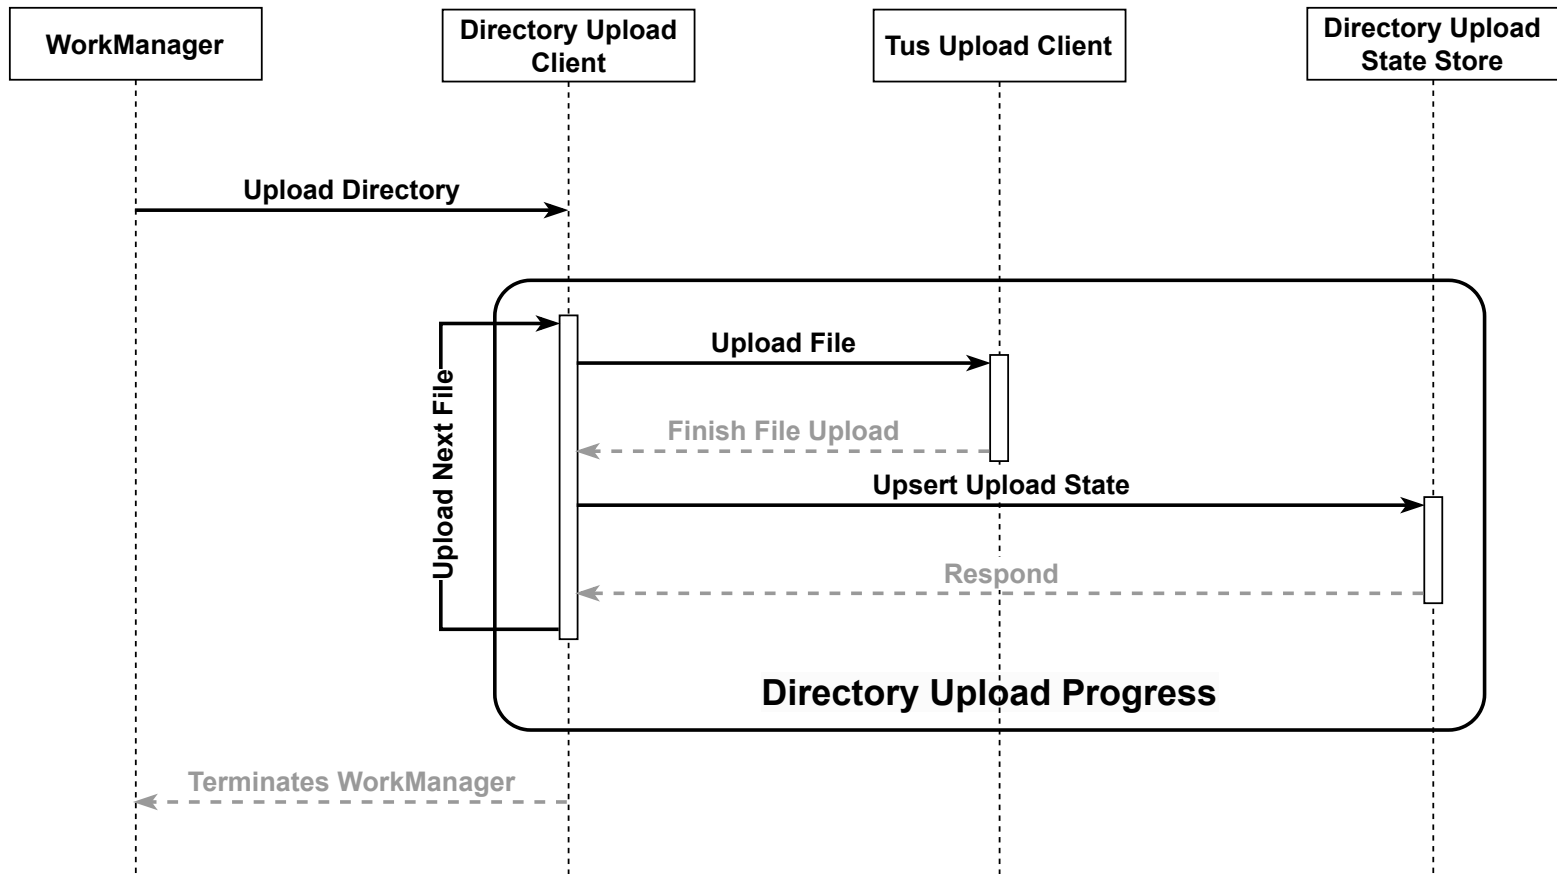 WorkManager
Directory Upload
Client
Tus Upload Client
Directory Upload
State Store
Upload Directory
Upload File
Upload Next File
Finish File Upload
Upsert Upload State
Respond
Directory Upload Progress
Terminates WorkManager